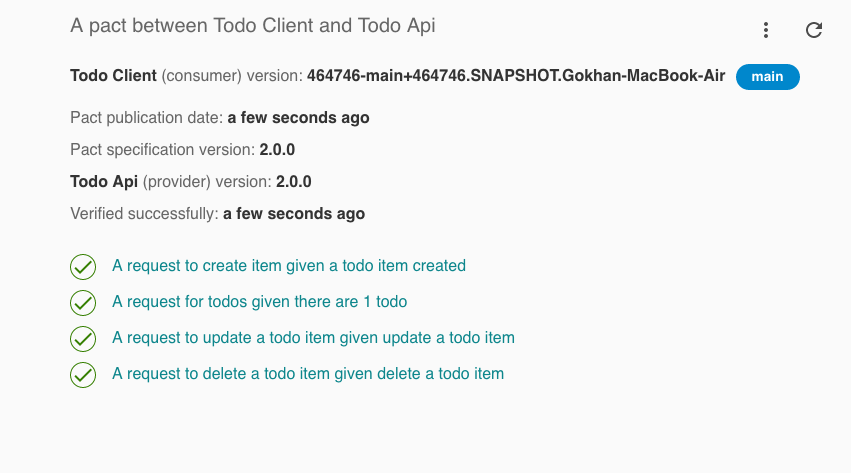 A pact between Todo Client and Todo Api
Todo Client (consumer) version: 464746-main+464746.SNAPSHOT.Gokhan-MacBook-Air main
Pact publication date: a few seconds ago
Pact specification version: 2.0.0
Todo Api (provider) version: 2.0.0
Verified successfully: a few seconds ago
A request to create item given a todo item created
A request for todos given there are 1 todo
A request to update a todo item given update a todo item
A request to delete a todo item given delete a todo item